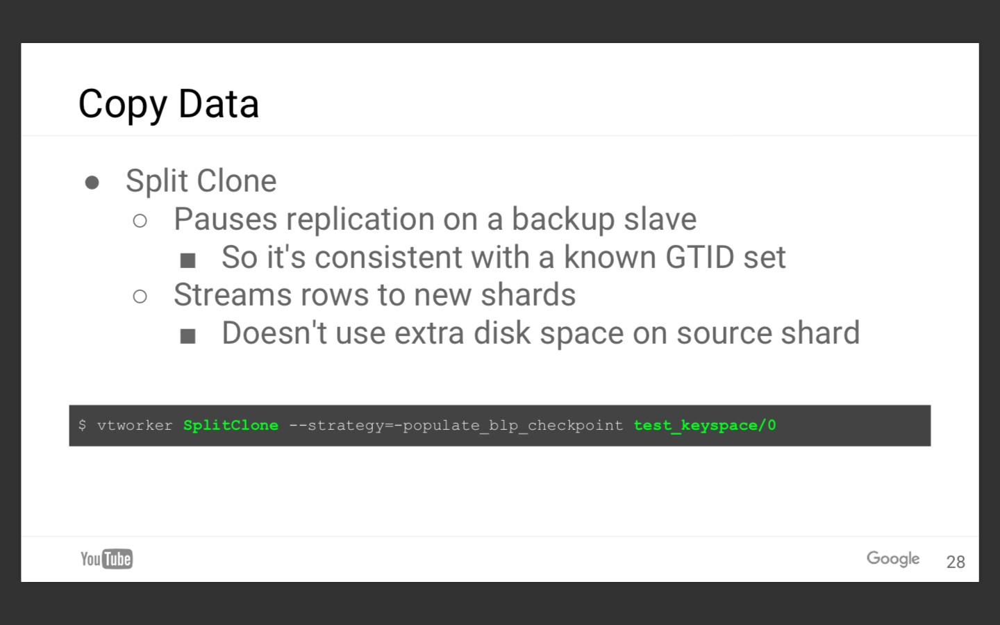 Copy Data
● Split Clone
○ Pauses replication on a backup slave
■ So it's consistent with a known GTID set
○ Streams rows to new shards
■ Doesn't use extra disk space on source shard
$ vtworker SplitClone --strategy=-populate_blp_checkpoint test_keyspace/0
YouTube
Google 28